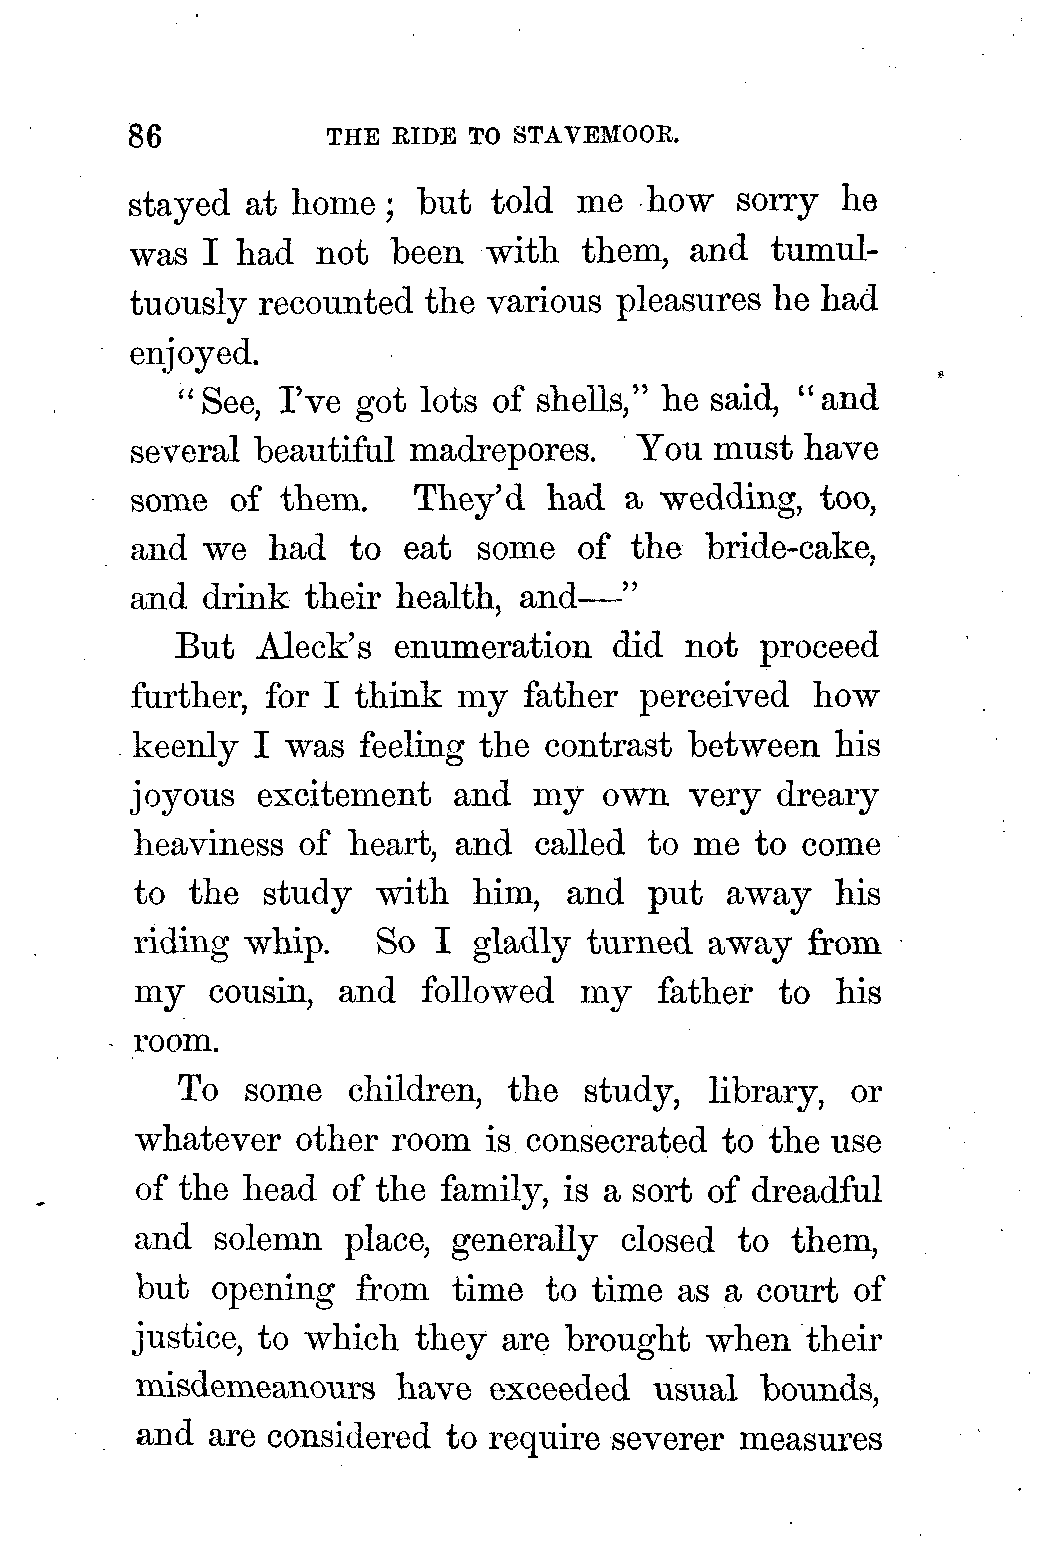 86 THE RIDE TO STAVEMOOR.
stayed at home; but told me how sorry he
was I had not been with them, and tumul-
tuously recounted the various pleasures he had
enjoyed.
“See, I've got lots of shells,” he said, “and
several beautiful madrepores. You must have
some of them. They'd had a wedding, too,
and we had to eat some of the bride-cake,
and drink their health, and—”
But Aleck's enumeration did not proceed
further, for I think my father perceived how
keenly I was feeling the contrast between his
joyous excitement and my own very dreary
heaviness of heart, and called to me to come
to the study with him, and put away his
riding whip. So I gladly turned away from
my cousin, and followed my father to his
room.
To some children, the study, library, or
whatever other room is consecrated to the use
of the head of the family, is a sort of dreadful
and solemn place, generally closed to them,
but opening from time to time as a court of
justice, to which they are brought when their
misdemeanours have exceeded usual bounds,
and are considered to require severer measures